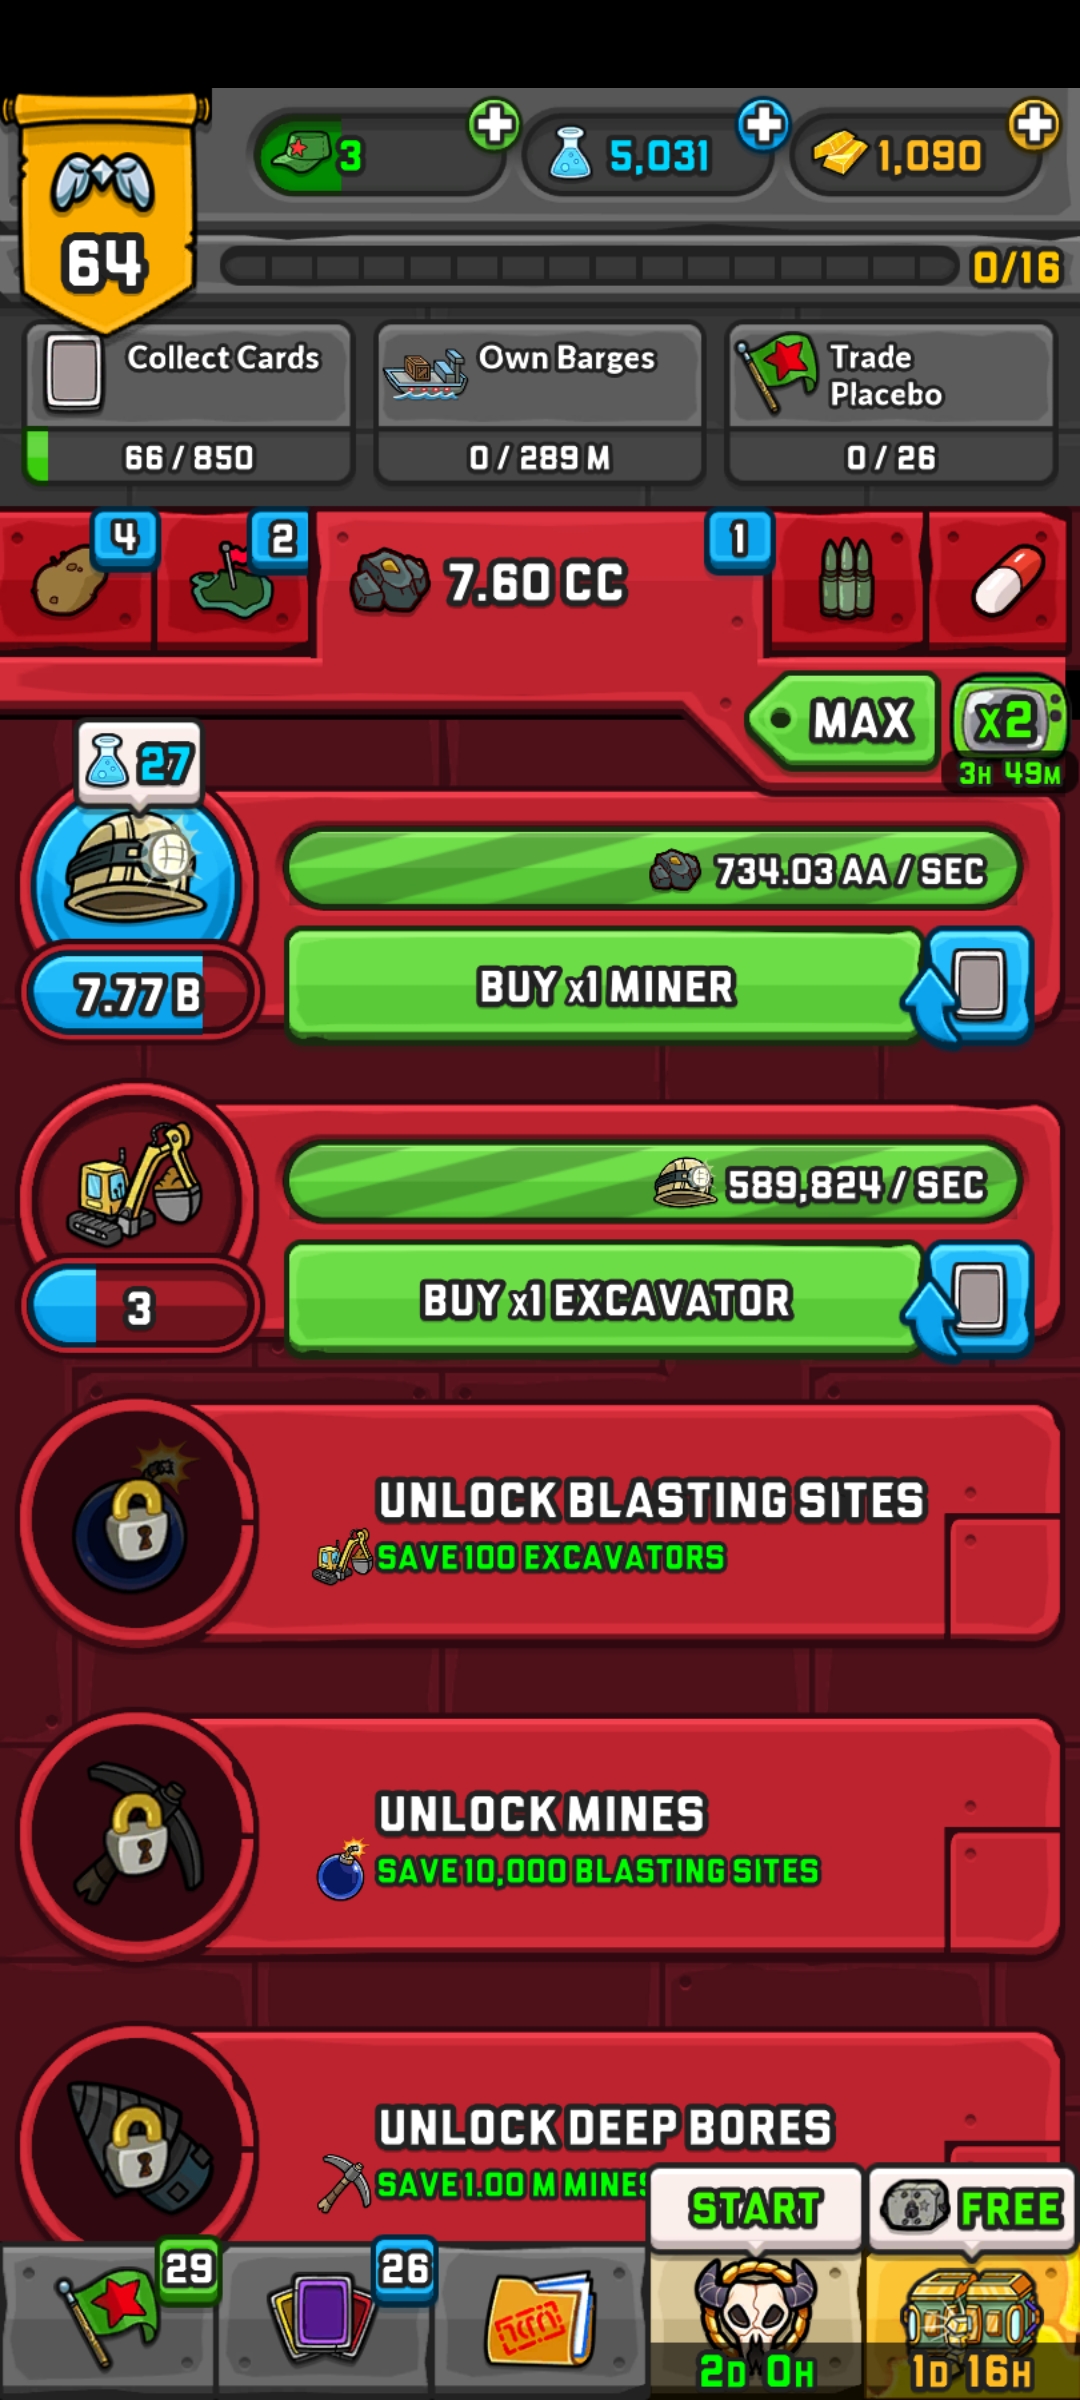 64
3
5,031
1,090
0/16
Collect Cards
66 / 850
Own Barges
0 / 289 M
Trade
Placebo
0 / 26
4
2
7.60 CC
1
MAX
x2
3H 49M
27
734.03 AA / SEC
7.77 B
BUY x1 MINER
589,824 / SEC
3
BUY x1 EXCAVATOR
UNLOCK BLASTING SITES
SAVE 100 EXCAVATORS
UNLOCK MINES
SAVE 10,000 BLASTING SITES
UNLOCK DEEP BORES
SAVE 1.00 M MINES
START
FREE
29
26
2D 0H
1D 16H